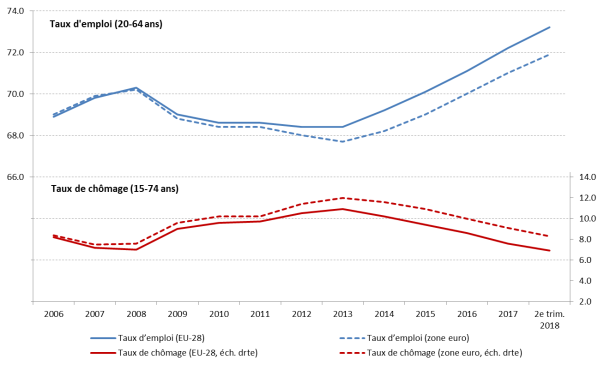 74.0
Taux d'emploi (20-64 ans)
72.0
70.0
68.0
66.0
14.0
Taux de chômage (15-74 ans)
12.0
10.0
8.0
6.0
4.0
2.0
2006 2007 2008 2009 2010 2011 2012 2013 2014 2015 2016 2017 2e trim.
2018
Taux d'emploi (EU-28) Taux d'emploi (zone euro)
Taux de chômage (EU-28, éch. drte) Taux de chômage (zone euro, éch. drte)